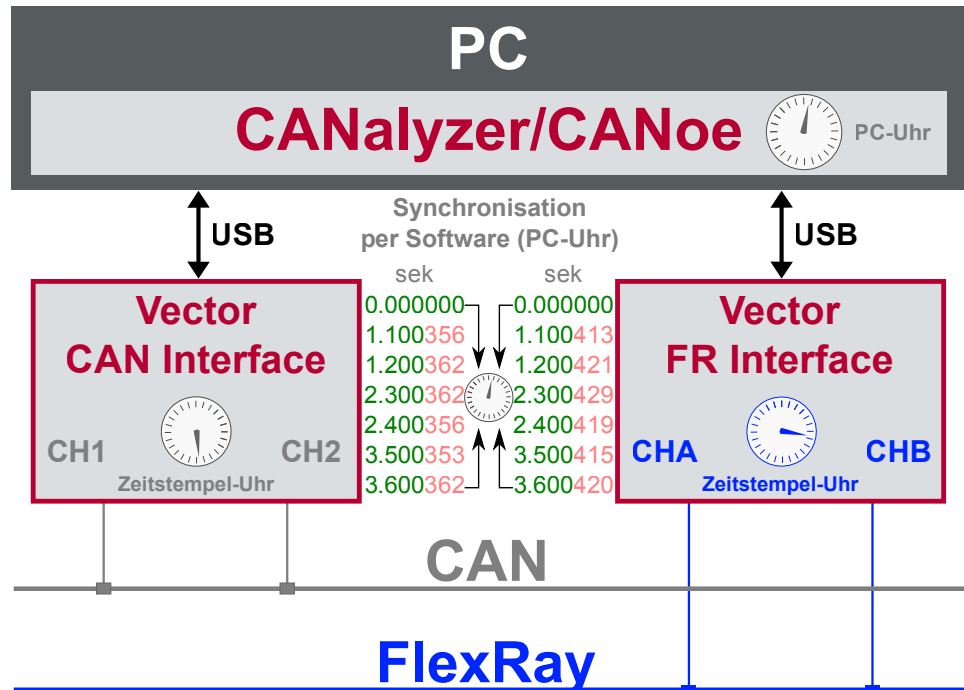 PC
CANalyzer/CANoe
PC-Uhr
USB
Synchronisation
per Software (PC-Uhr)
USB
sek
sek
Vector
CAN Interface
CH1
CH2
Zeitstempel-Uhr
0.000000
1.100356
1.200362
2.300362
2.400356
3.500353
3.600362
0.000000
1.100413
1.200421
2.300429
2.400419
3.500415
3.600420
Vector
FR Interface
CHA
CHB
Zeitstempel-Uhr
CAN
FlexRay